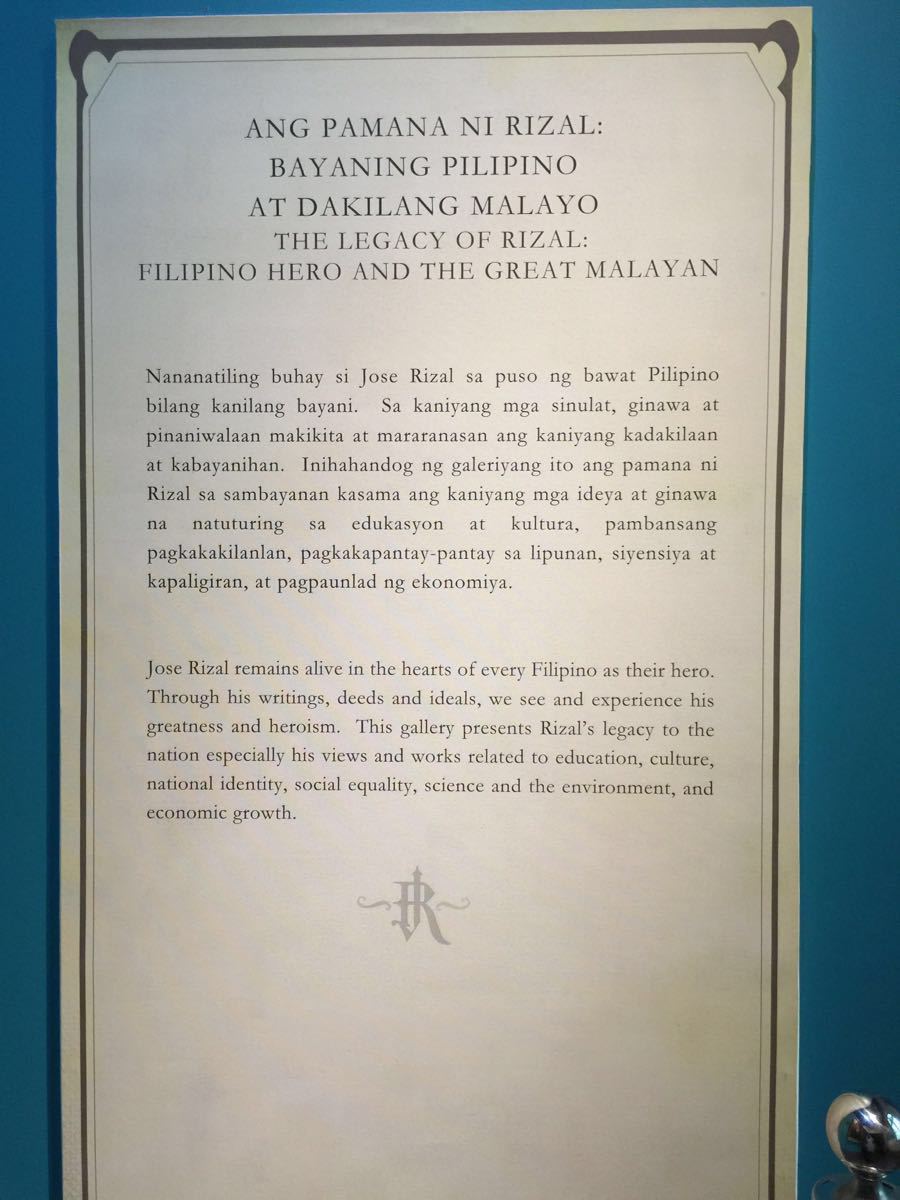 ANG PAMANA NI RIZAL:
BAYANING PILIPINO
AT DAKILANG MALAYO
THE LEGACY OF RIZAL:
FILIPINO HERO AND THE GREAT MALAYAN
Nananatiling buhay si Jose Rizal sa puso ng bawat Pilipino
bilang kanilang bayani. Sa kaniyang mga sinulat, ginawa at
pinaniwalaan makikita at mararanasan ang kaniyang kadakilaan
at kabayanihan. Inihahandog ng galeriyang ito ang pamana ni
Rizal sa sambayanan kasama ang kaniyang mga ideya at ginawa
na natuturing sa edukasyon at kultura, pambansang
pagkakakilanlan, pagkakapantay-pantay sa lipunan, siyensiya at
kapaligiran, at pagpaunlad ng ekonomiya.
Jose Rizal remains alive in the hearts of every Filipino as their hero.
Through his writings, deeds and ideals, we see and experience his
greatness and heroism. This gallery presents Rizal's legacy to the
nation especially his views and works related to education, culture,
national identity, social equality, science and the environment, and
economic growth.
JR